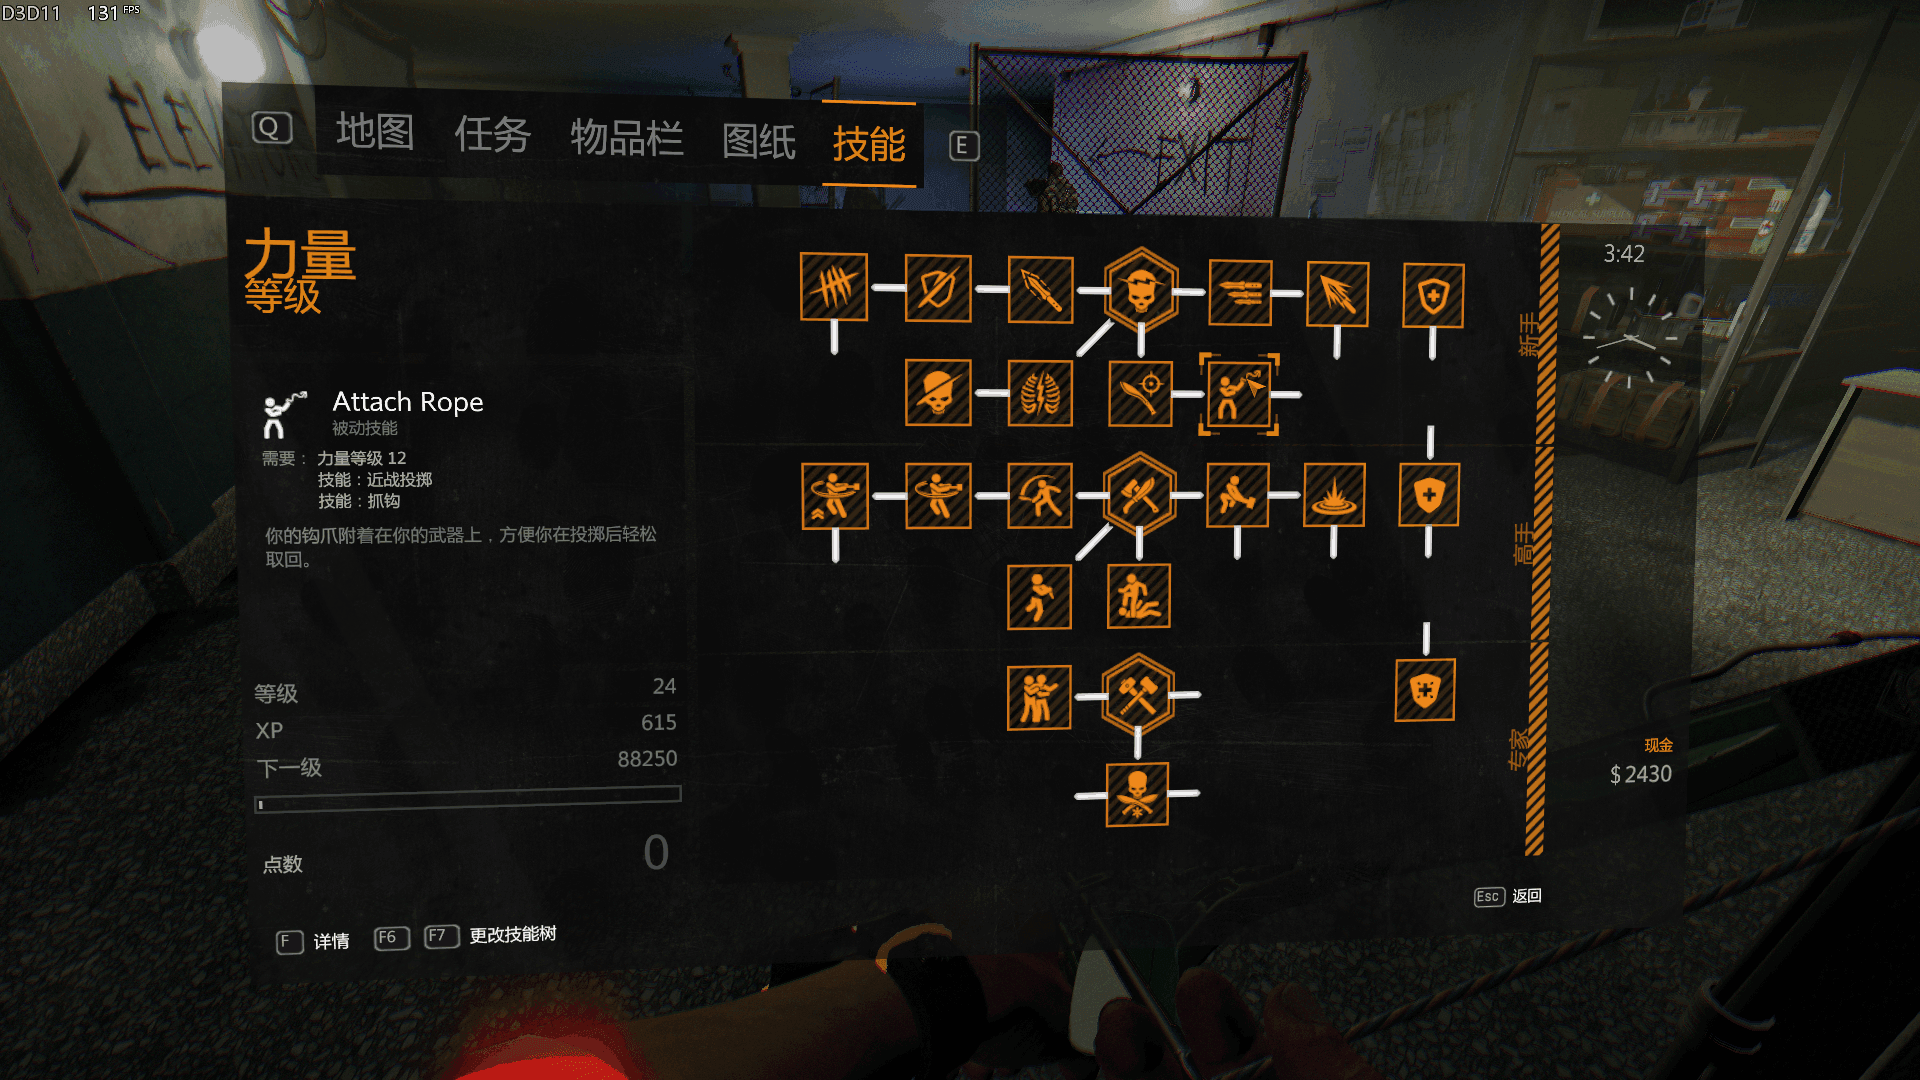 D3D11 131 FPS
Q 地图 任务 物品栏 图纸 技能 E
力量
等级
3:42
新手
Attach Rope
被动技能
需要： 力量等级 12
技能：近战投掷
技能：抓钩
你的钩爪附着在你的武器上，方便你在投掷后轻松
取回。
高手
等级 24
XP 615
下一级 88250
专家
现金
$ 2430
点数 0
Esc 返回
F 详情 F6 F7 更改技能树
EXIT
MEDICAL SUPPLIES